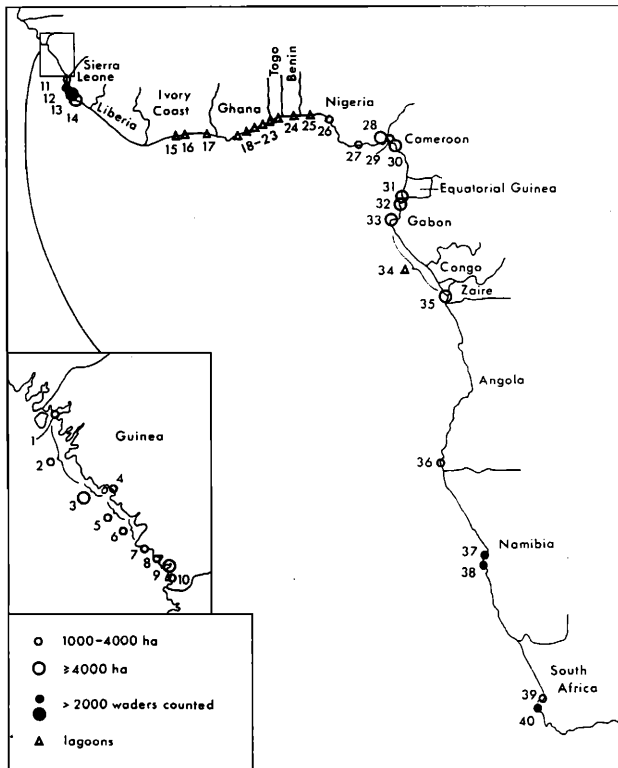 Sierra
Leone
11
12
13
14
Liberia
Ivory
Coast
Ghana
Togo
Benin
Nigeria
15 16
17
18-23
24
25
26
27
28
29
30
Cameroon
31
Equatorial Guinea
32
33
Gabon
34
Congo
35
Zaire
Angola
36
37
Namibia
38
South
Africa
39
40
Guinea
1
2
3
4
5
6
7
8
9
10
1000-4000 ha
≥4000 ha
> 2000 waders counted
lagoons